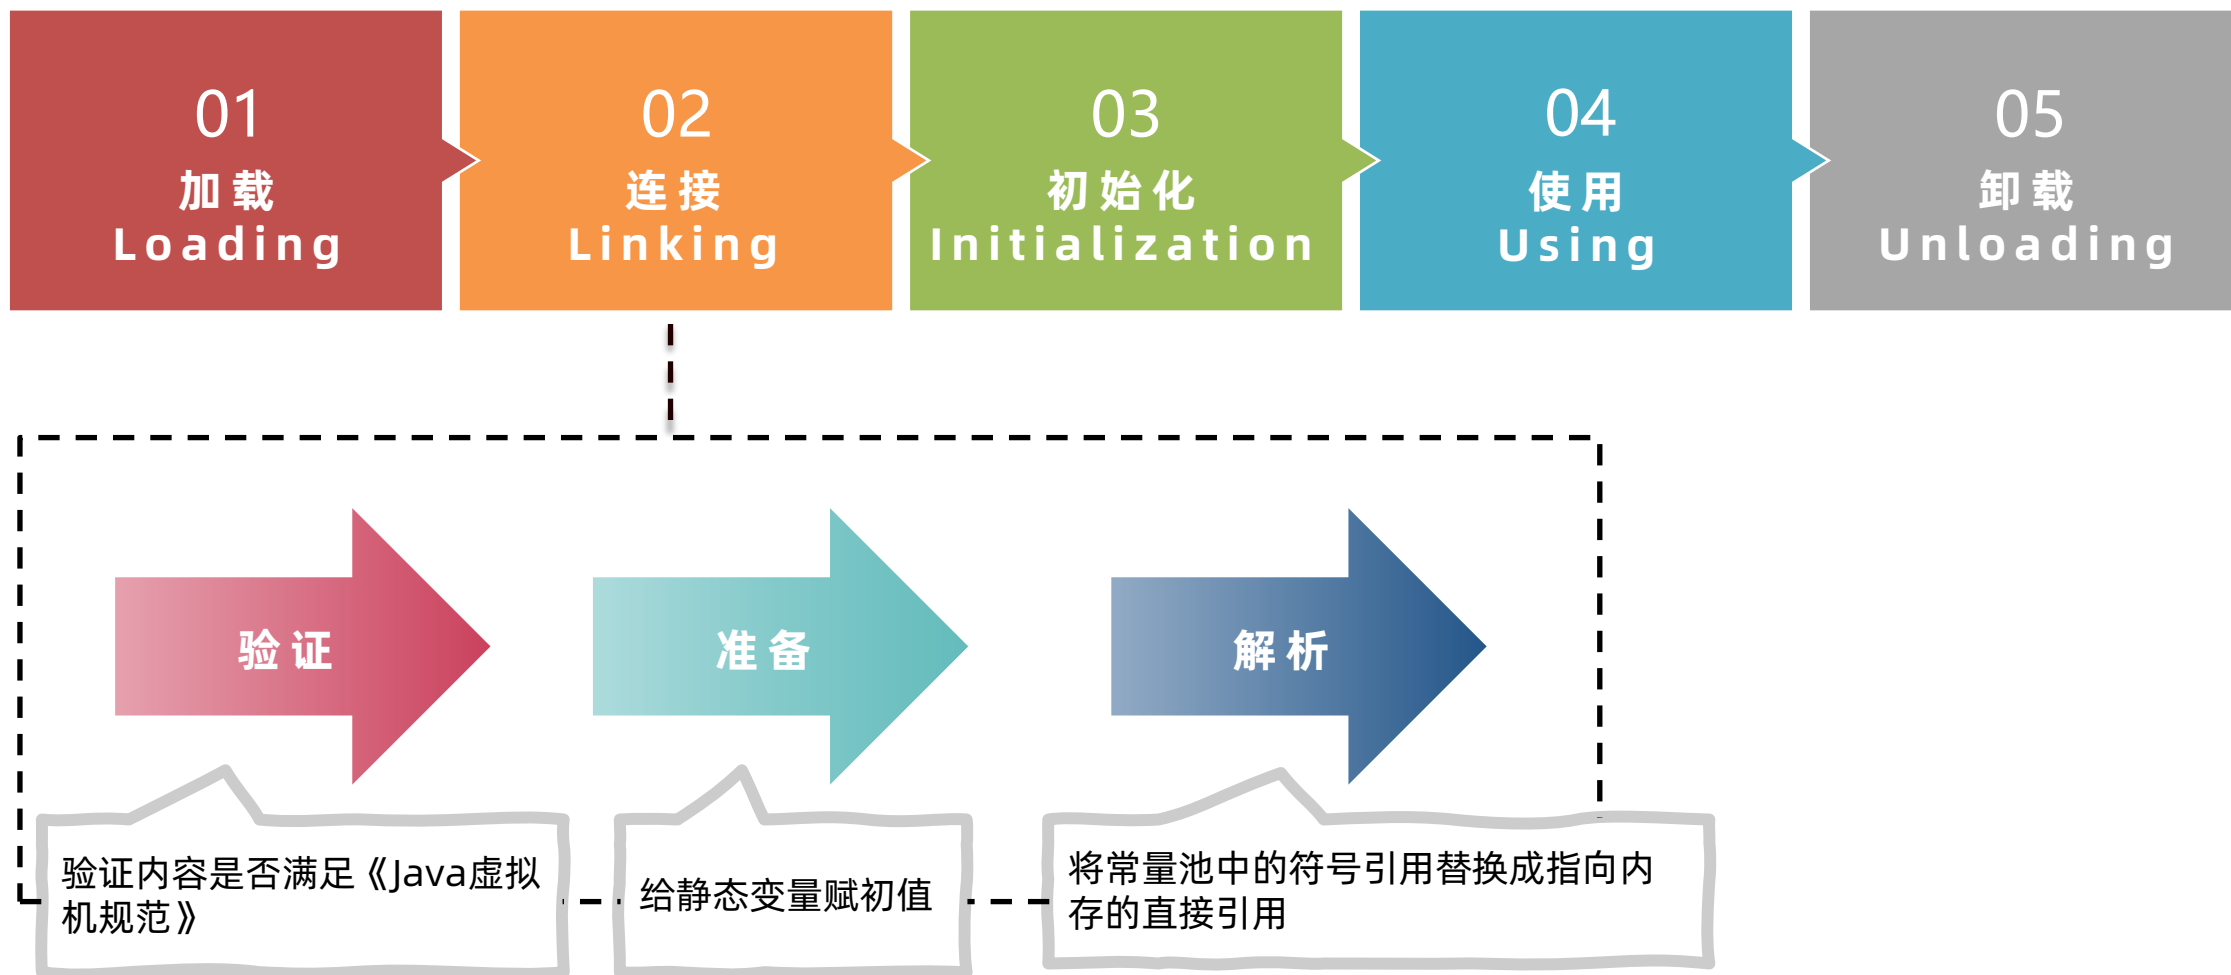 01
加载
Loading
02
连接
Linking
03
初始化
Initialization
04
使用
Using
05
卸载
Unloading
验证
准备
解析
验证内容是否满足《Java虚拟
机规范》
给静态变量赋初值
将常量池中的符号引用替换成指向内
存的直接引用